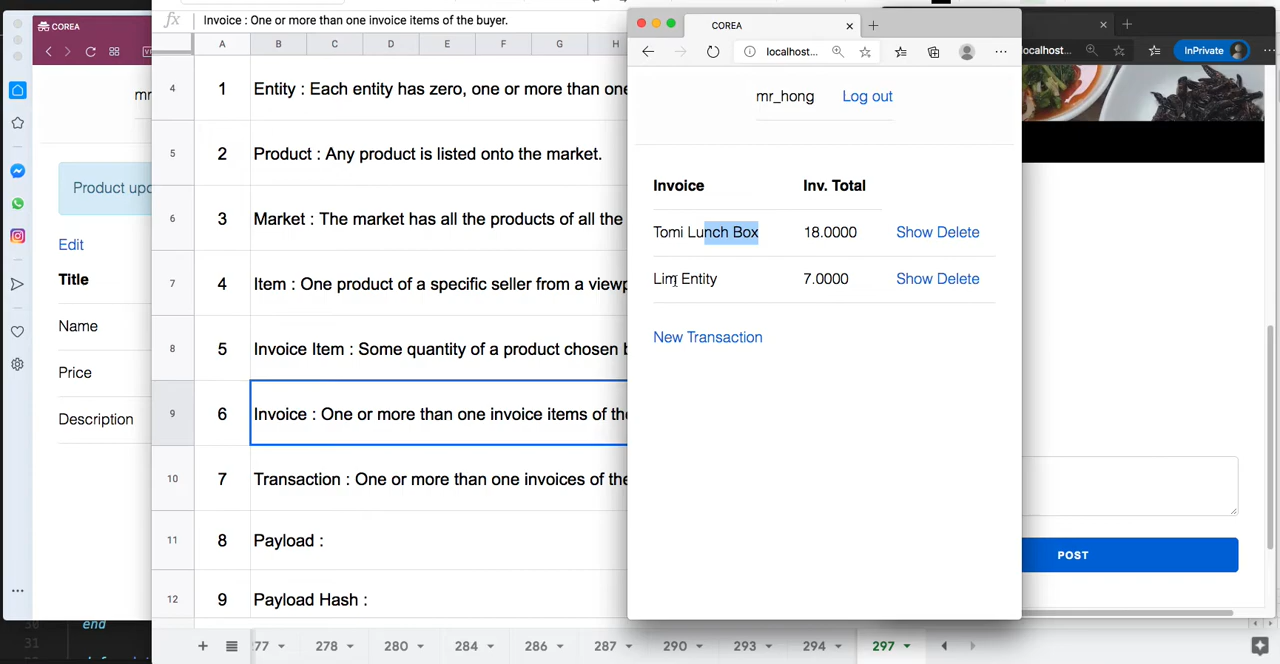 COREA
mr
Product upd
Edit
Title
Name
Price
Description
end
31
fx
Invoice : One or more than one invoice items of the buyer.
A B C D E F G H
4 1 Entity : Each entity has zero, one or more than one
5 2 Product : Any product is listed onto the market.
6 3 Market : The market has all the products of all the
7 4 Item : One product of a specific seller from a viewp
8 5 Invoice Item : Some quantity of a product chosen b
9 6 Invoice : One or more than one invoice items of the
10 7 Transaction : One or more than one invoices of the
11 8 Payload :
12 9 Payload Hash :
277 278 280 284 286 287 290 293 294 297
COREA
localhost...
mr_hong Log out
Invoice Inv. Total
Tomi Lunch Box 18.0000 Show Delete
Lim Entity 7.0000 Show Delete
New Transaction
ocalhost...
InPrivate
POST